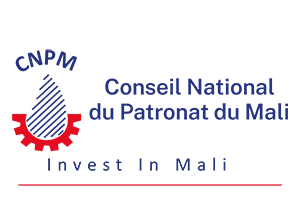 CNPM
Conseil National
du Patronat du Mali
Invest In Mali